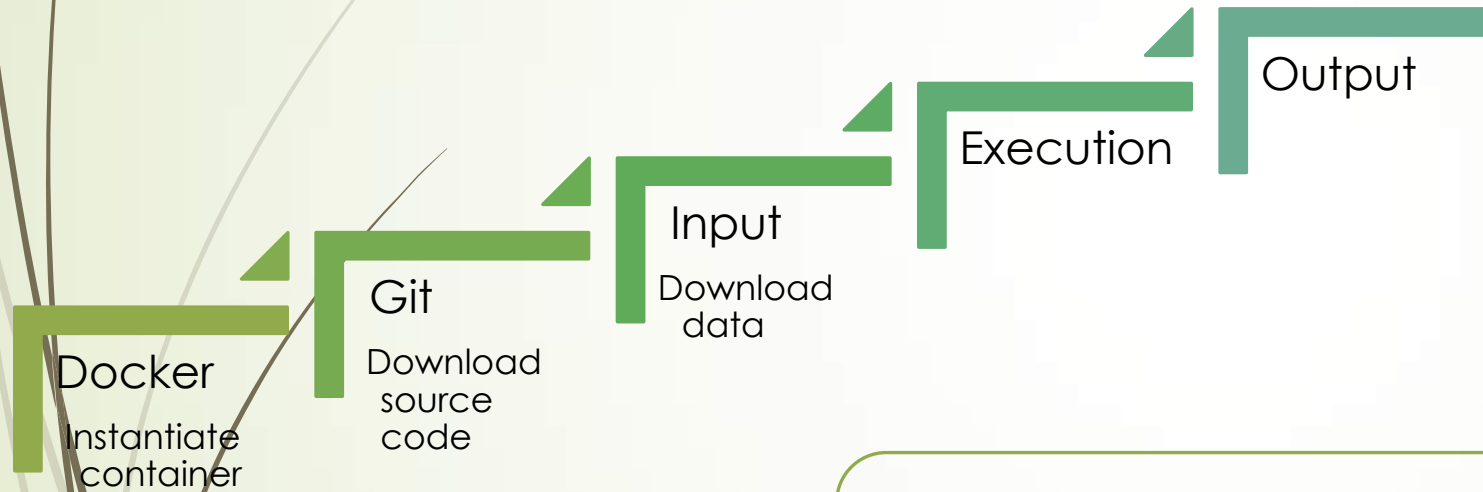 Docker
Instantiate
container
Git
Download
source
code
Input
Download
data
Execution
Output